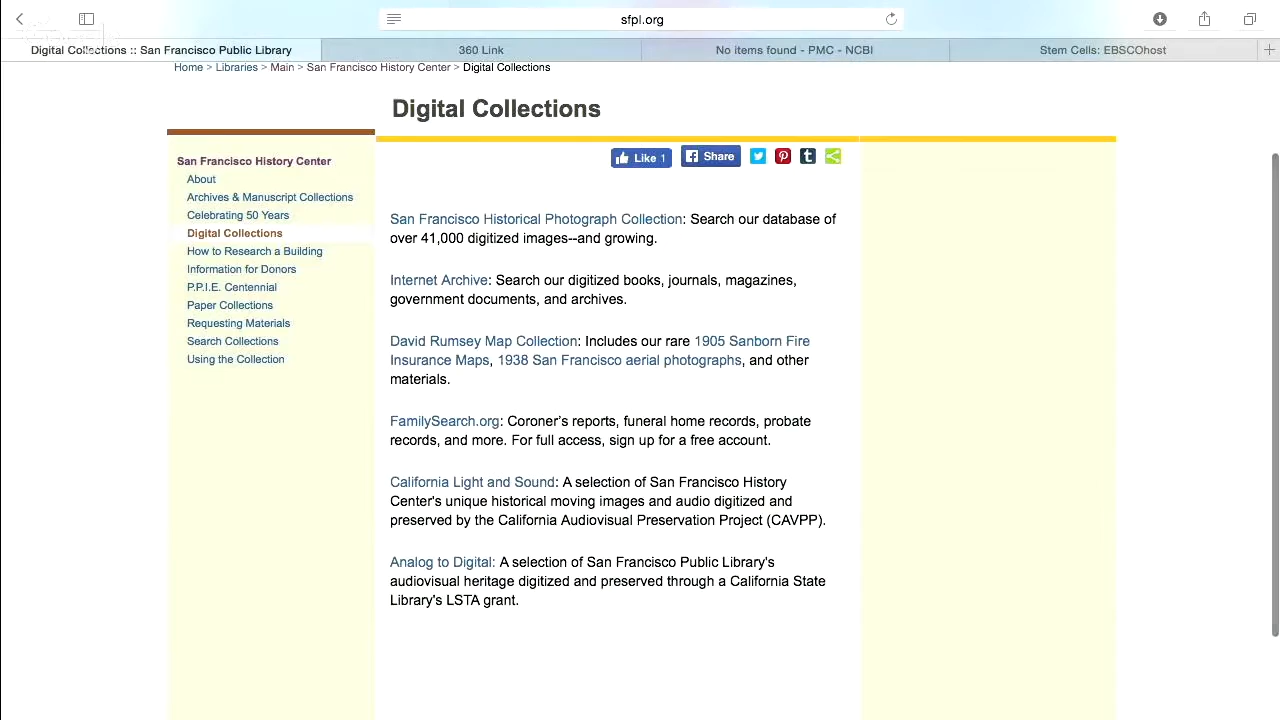 sfpl.org
Digital Collections :: San Francisco Public Library
360 Link
No items found - PMC - NCBI
Stem Cells: EBSCOhost
Home > Libraries > Main > San Francisco History Center > Digital Collections
Digital Collections
Like 1
Share
San Francisco History Center
About
Archives & Manuscript Collections
Celebrating 50 Years
Digital Collections
How to Research a Building
Information for Donors
P.P.I.E. Centennial
Paper Collections
Requesting Materials
Search Collections
Using the Collection
San Francisco Historical Photograph Collection: Search our database of
over 41,000 digitized images--and growing.
Internet Archive: Search our digitized books, journals, magazines,
government documents, and archives.
David Rumsey Map Collection: Includes our rare 1905 Sanborn Fire
Insurance Maps, 1938 San Francisco aerial photographs, and other
materials.
FamilySearch.org: Coroner's reports, funeral home records, probate
records, and more. For full access, sign up for a free account.
California Light and Sound: A selection of San Francisco History
Center's unique historical moving images and audio digitized and
preserved by the California Audiovisual Preservation Project (CAVPP).
Analog to Digital: A selection of San Francisco Public Library's
audiovisual heritage digitized and preserved through a California State
Library's LSTA grant.